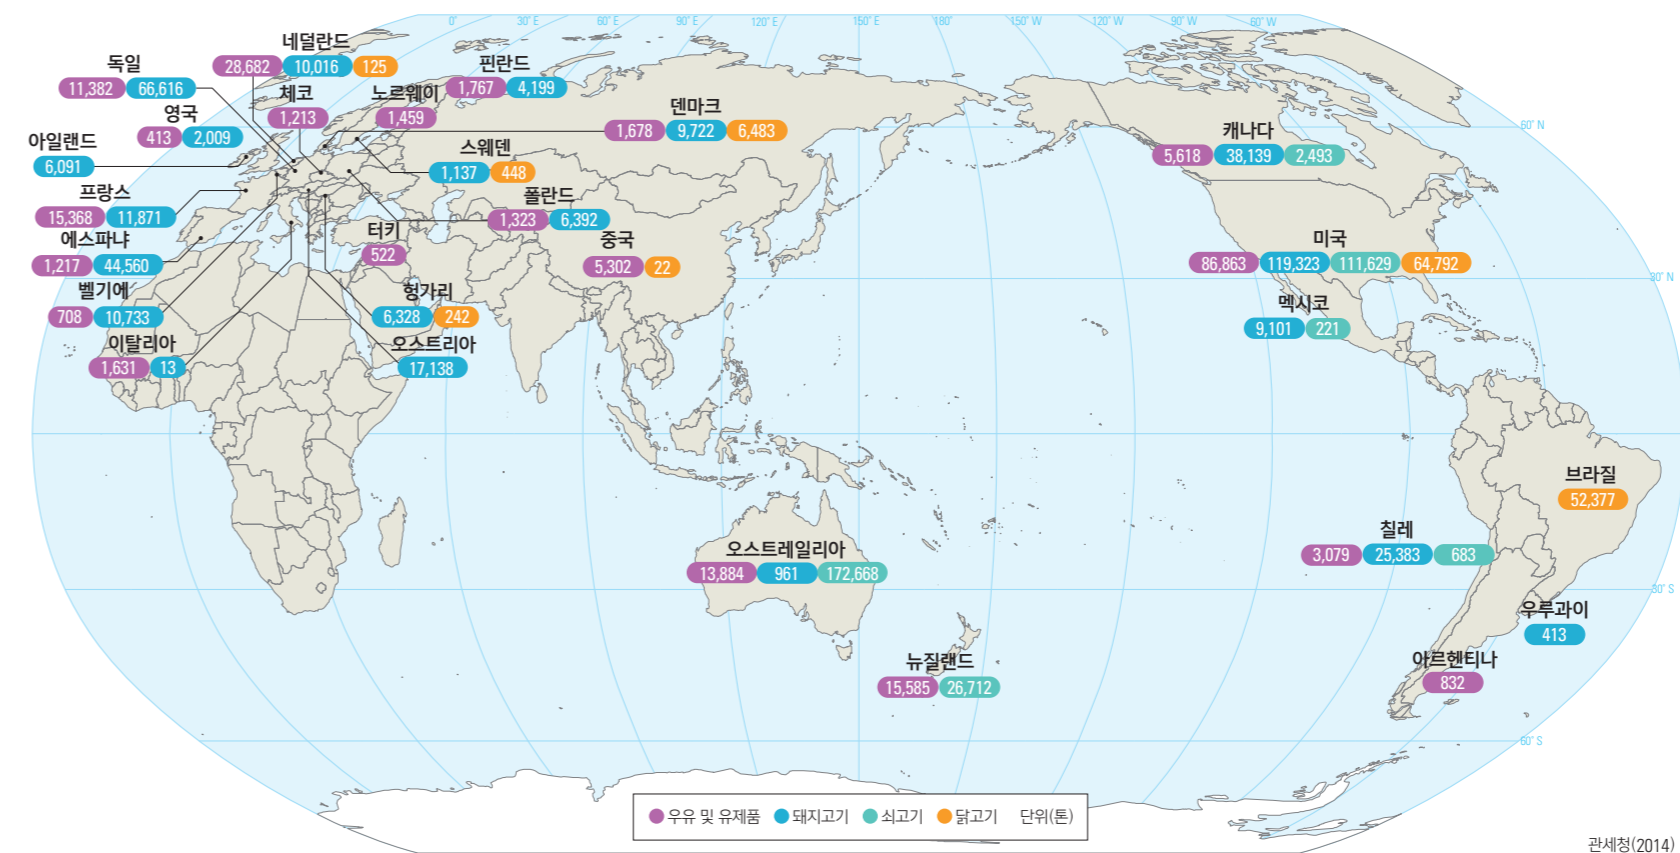 0° 30° E 60° E 90° E 120° E 150° E 180° 150° W 120° W 90° W 60° W
네덜란드
28,682 10,016 125
독일
11,382 66,616
핀란드
1,767 4,199
체코
1,213
노르웨이
1,459
덴마크
1,678 9,722 6,483
영국
413 2,009
아일랜드
6,091
스웨덴
1,137 448
캐나다
5,618 38,139 2,493
60° N
프랑스
15,368 11,871
폴란드
1,323 6,392
터키
522
중국
5,302 22
에스파냐
1,217 44,560
미국
86,863 119,323 111,629 64,792
30° N
벨기에
708 10,733
헝가리
6,328 242
멕시코
9,101 221
이탈리아
1,631 13
오스트리아
17,138
브라질
52,377
오스트레일리아
13,884 961 172,668
칠레
3,079 25,383 683
30° S
우루과이
413
뉴질랜드
15,585 26,712
아르헨티나
832
60° S
우유 및 유제품 돼지고기 쇠고기 닭고기 단위(톤)
관세청(2014)